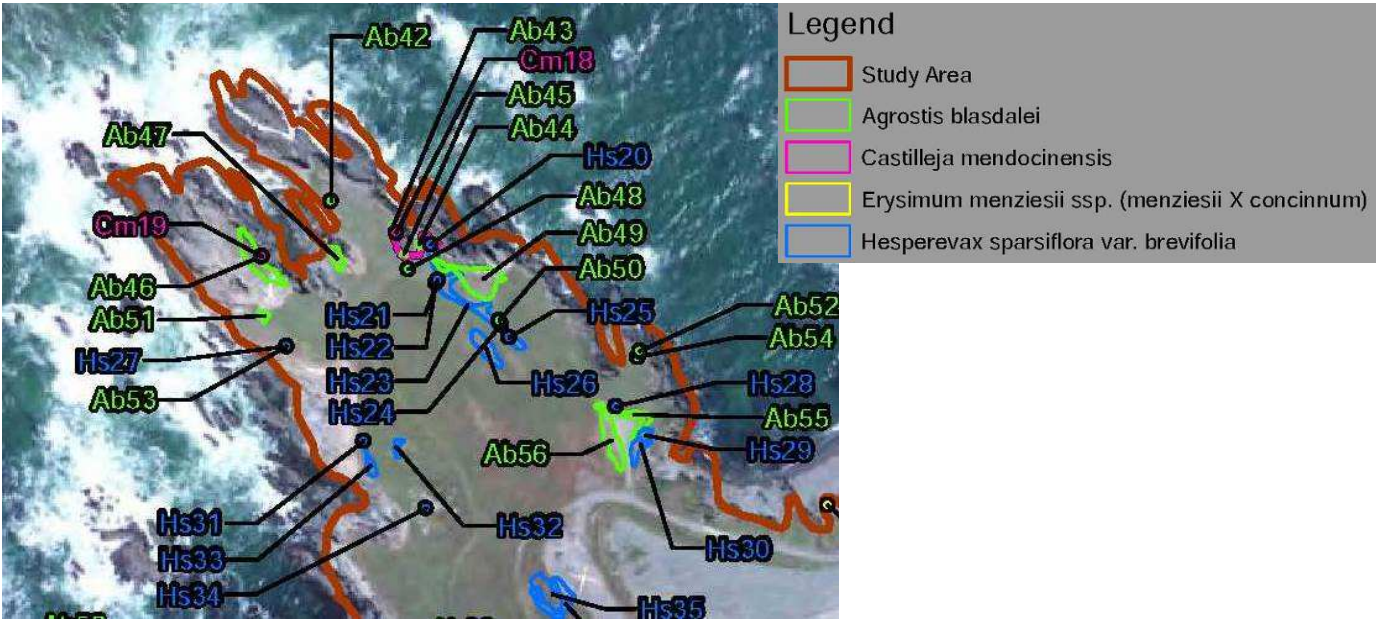 Ab42
Ab43
Cm18
Ab45
Ab44
Ab47
Hs20
Ab48
Cm19
Ab49
Ab50
Ab46
Ab51
Hs21
Hs25
Ab52
Ab54
Hs27
Hs22
Hs23
Hs26
Hs28
Ab53
Hs24
Ab55
Ab56
Hs29
Hs31
Hs32
Hs33
Hs30
Hs34
Hs35
Legend
Study Area
Agrostis blasdalei
Castilleja mendocinensis
Erysimum menziesii ssp. (menziesii X concinnum)
Hesperevax sparsiflora var. brevifolia